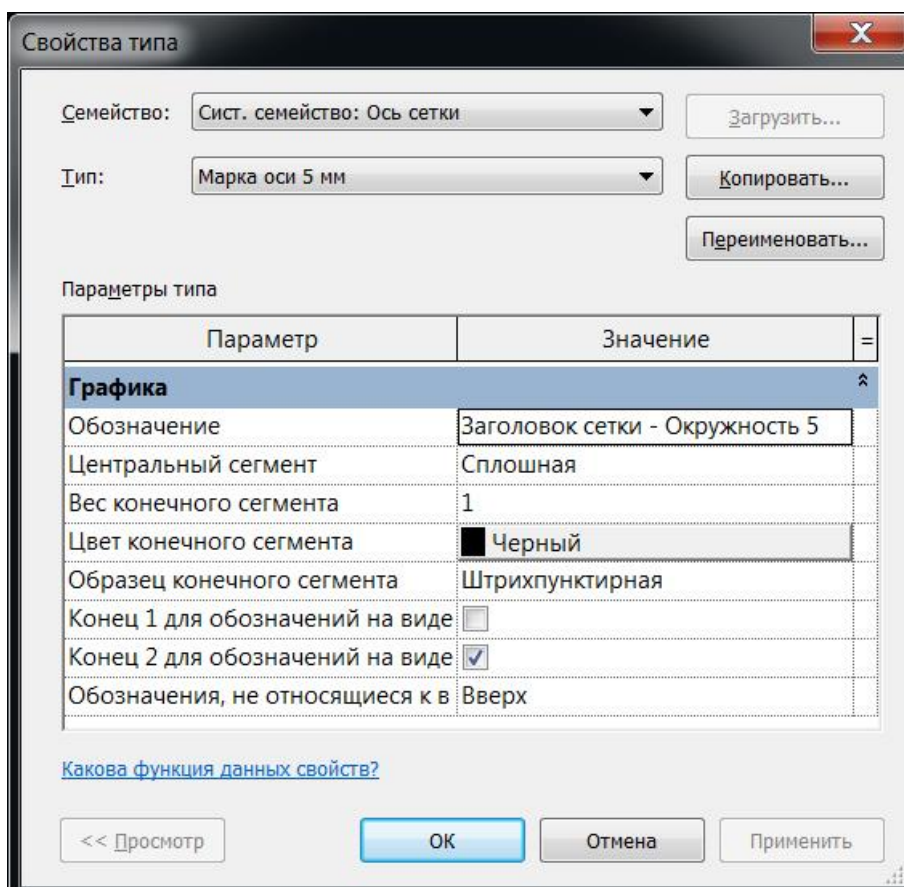 Свойства типа
Семейство: Сист. семейство: Ось сетки Загрузить...
Тип: Марка оси 5 мм Копировать...
Переименовать...
Параметры типа
Параметр Значение =
Графика
Обозначение Заголовок сетки - Окружность 5
Центральный сегмент Сплошная
Вес конечного сегмента 1
Цвет конечного сегмента Черный
Образец конечного сегмента Штрихпунктирная
Конец 1 для обозначений на виде
Конец 2 для обозначений на виде
Обозначения, не относящиеся к в Вверх
Какова функция данных свойств?
<< Просмотр ОК Отмена Применить